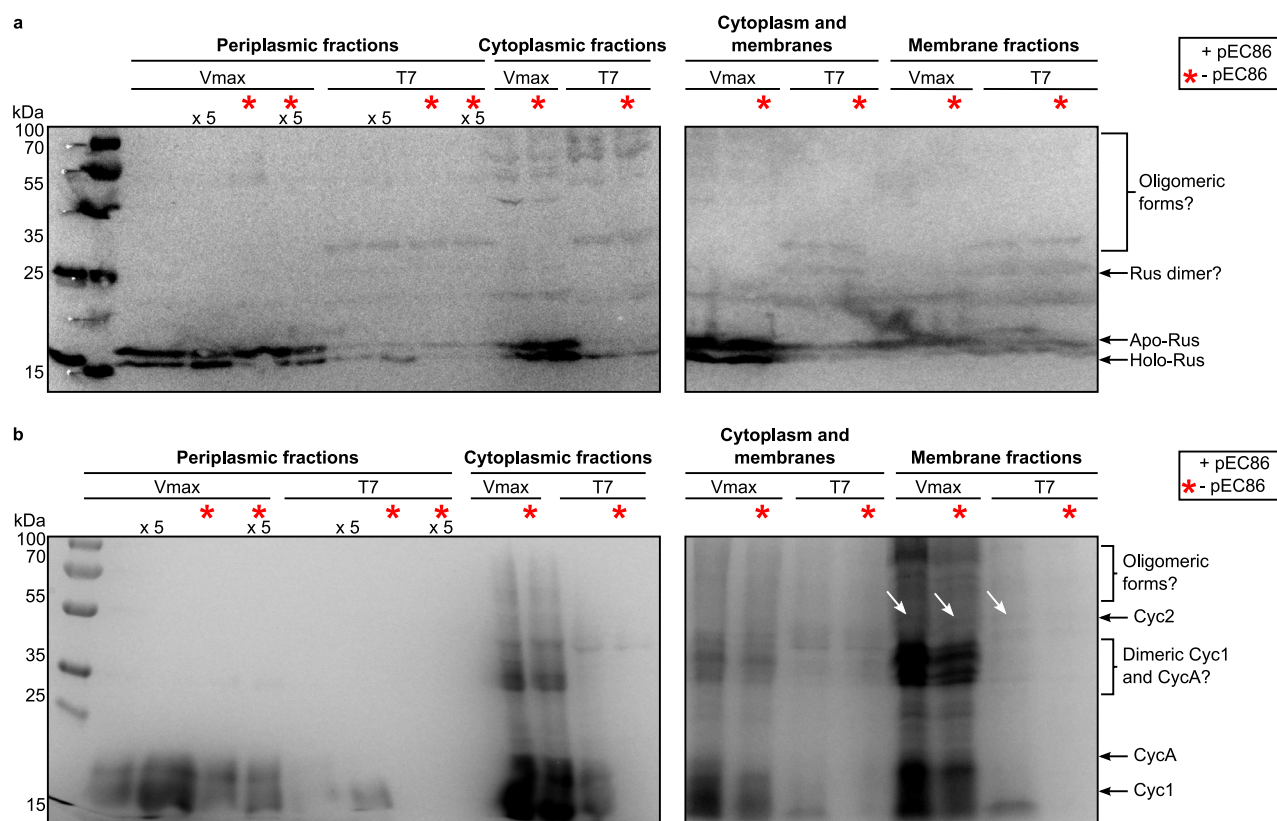 a
Cytoplasm and
Periplasmic fractions Cytoplasmic fractions membranes Membrane fractions
+ pEC86
* - pEC86
Vmax T7 Vmax T7 Vmax T7 Vmax T7
* * * * * * * * * *
kDa x 5 x 5 x 5 x 5
100
70
55
35
25
15
Oligomeric
forms?
Rus dimer?
Apo-Rus
Holo-Rus
b
Cytoplasm and
Periplasmic fractions Cytoplasmic fractions membranes Membrane fractions
+ pEC86
* - pEC86
Vmax T7 Vmax T7 Vmax T7 Vmax T7
* * * * * * * * * *
kDa x 5 x 5 x 5 x 5
100
70
55
35
25
15
Oligomeric
forms?
Cyc2
Dimeric Cyc1
and CycA?
CycA
Cyc1